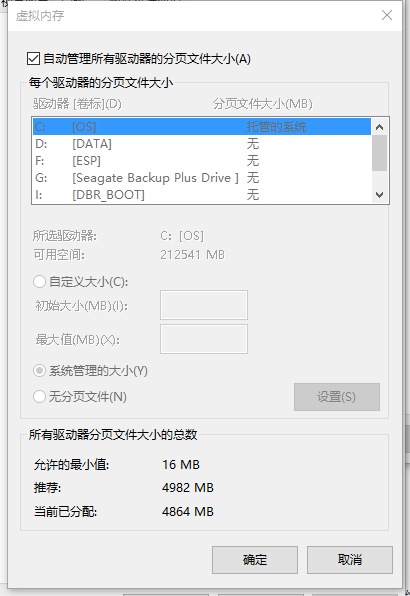 虚拟内存
自动管理所有驱动器的分页文件大小(A)
每个驱动器的分页文件大小
驱动器 [卷标](D) 分页文件大小(MB)
C: [OS] 托管的系统
D: [DATA] 无
F: [ESP] 无
G: [Seagate Backup Plus Drive ] 无
I: [DBR_BOOT] 无
所选驱动器: C: [OS]
可用空间: 212541 MB
自定义大小(C):
初始大小(MB)(I):
最大值(MB)(X):
系统管理的大小(Y)
无分页文件(N) 设置(S)
所有驱动器分页文件大小的总数
允许的最小值: 16 MB
推荐: 4982 MB
当前已分配: 4864 MB
确定 取消